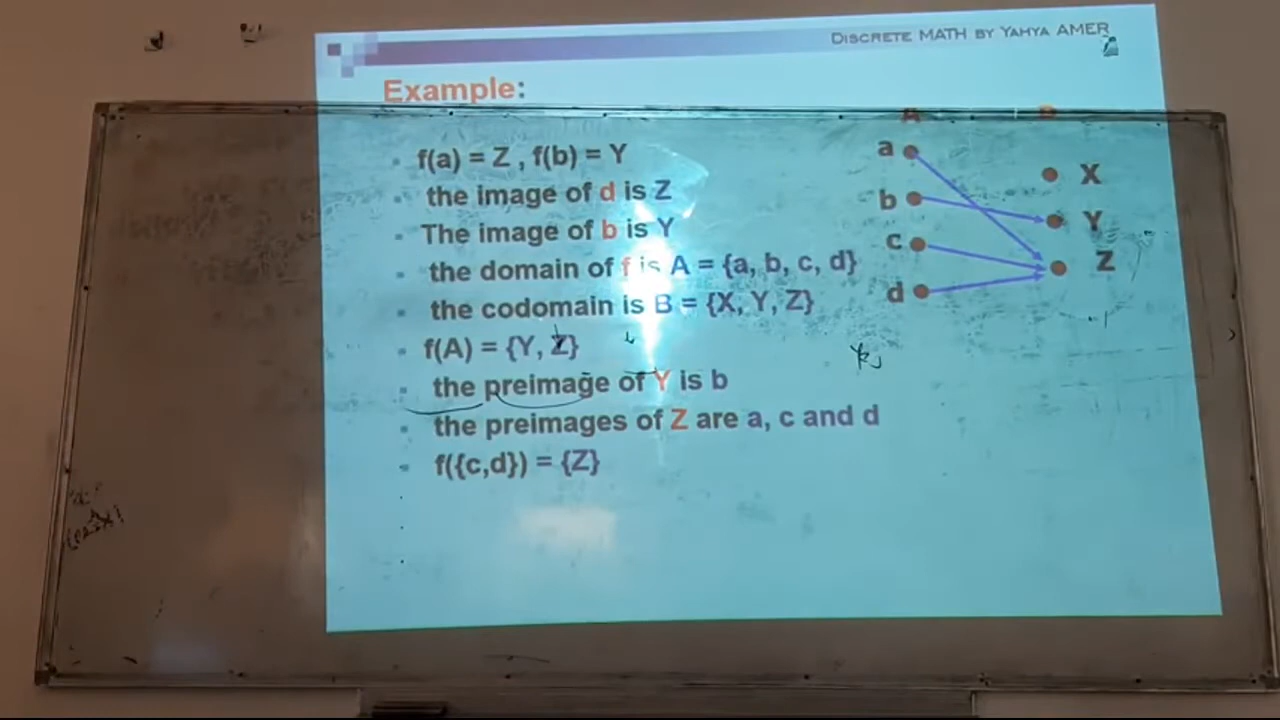 DISCRETE MATH BY YAHYA AMER
Example:
A B
f(a) = Z , f(b) = Y
the image of d is Z
The image of b is Y
the domain of f is A = {a, b, c, d}
the codomain is B = {X, Y, Z}
f(A) = {Y, Z}
the preimage of Y is b
the preimages of Z are a, c and d
f({c,d}) = {Z}
a
b
c
d
X
Y
Z